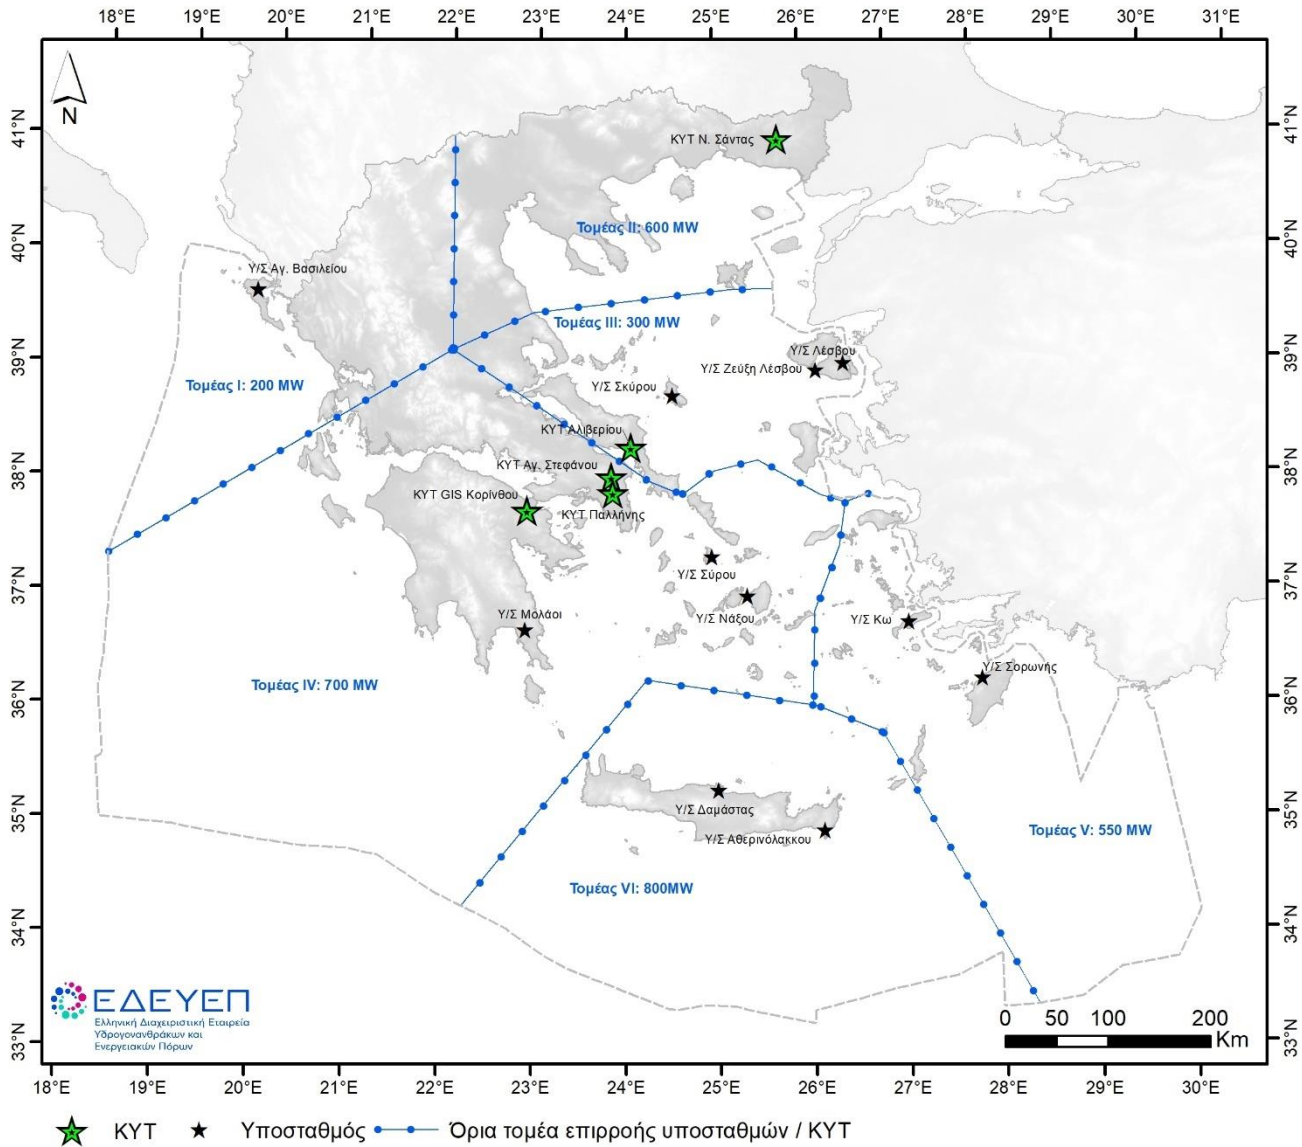 18°E 19°E 20°E 21°E 22°E 23°E 24°E 25°E 26°E 27°E 28°E 29°E 30°E 31°E
N
41°N 41°N
ΚΥΤ Ν. Σάντας
Τομέας II: 600 MW
40°N 40°N
Υ/Σ Αγ. Βασιλείου
Τομέας III: 300 MW
39°N 39°N
Υ/Σ Λέσβου
Υ/Σ Ζεύξη Λέσβου
Τομέας I: 200 MW
Υ/Σ Σκύρου
ΚΥΤ Αλιβερίου
38°N 38°N
ΚΥΤ Αγ. Στεφάνου
ΚΥΤ GIS Κορίνθου
ΚΥΤ Παλλήνης
37°N 37°N
Υ/Σ Σύρου
Υ/Σ Μολάοι
Υ/Σ Νάξου
Υ/Σ Κω
Υ/Σ Σορωνής
Τομέας IV: 700 MW
36°N 36°N
35°N 35°N
Υ/Σ Δαμάστας
Τομέας V: 550 MW
Υ/Σ Αθερινόλακκου
Τομέας VI: 800MW
34°N 34°N
ΕΔΕΥΕΠ
Ελληνική Διαχειριστική Εταιρεία
Υδρογονανθράκων και
Ενεργειακών Πόρων
0 50 100 200
Km
33°N 33°N
18°E 19°E 20°E 21°E 22°E 23°E 24°E 25°E 26°E 27°E 28°E 29°E 30°E
ΚΥΤ Υποσταθμός Όρια τομέα επιρροής υποσταθμών / ΚΥΤ